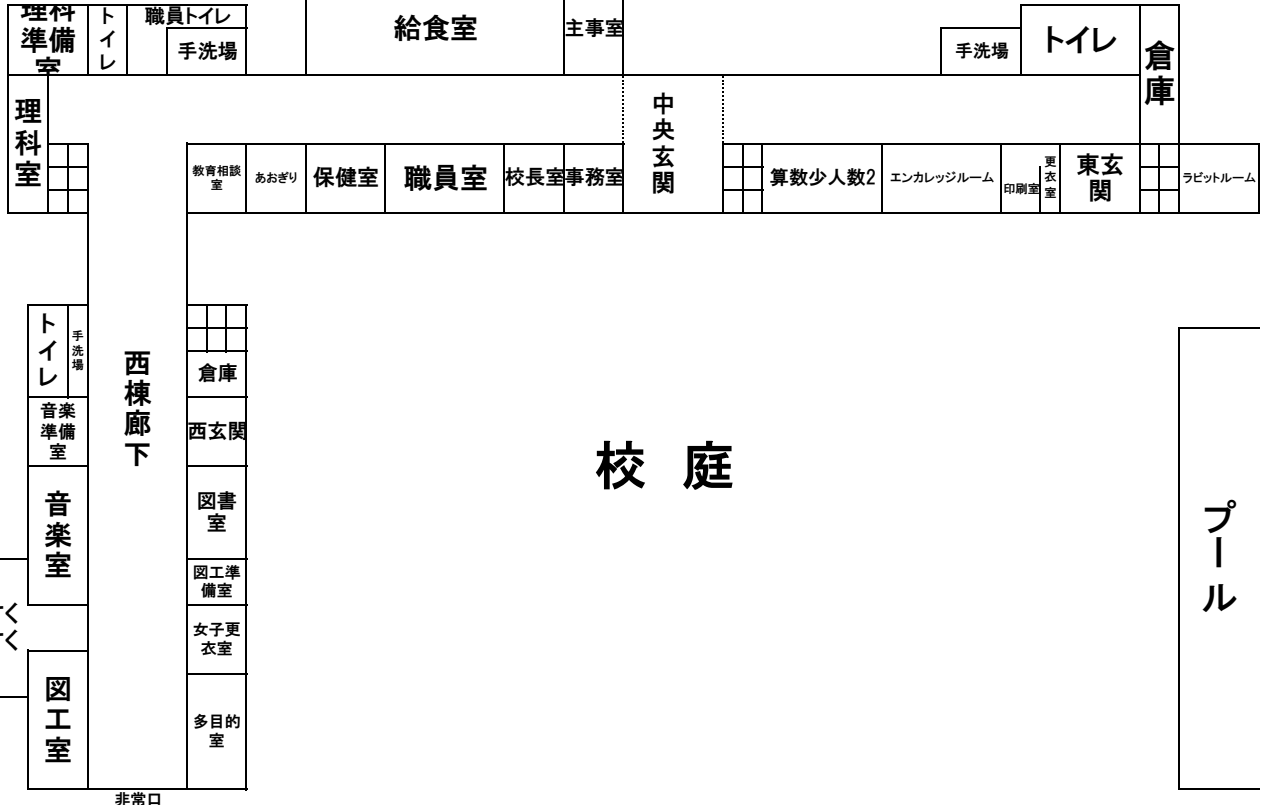 理科
準備
室
トイレ
職員トイレ
手洗場
給食室
主事室
手洗場
トイレ
倉庫
理科室
中央玄関
教育相談
室
あおぎり
保健室
職員室
校長室
事務室
算数少人数2
エンカレッジルーム
印刷室
更衣室
東玄
関
ラビットルーム
トイレ
手洗場
西棟廊下
倉庫
音楽
準備
室
西玄関
校 庭
音楽室
図書
室
プール
図工準
備室
女子更
衣室
図工室
多目的
室
非常口